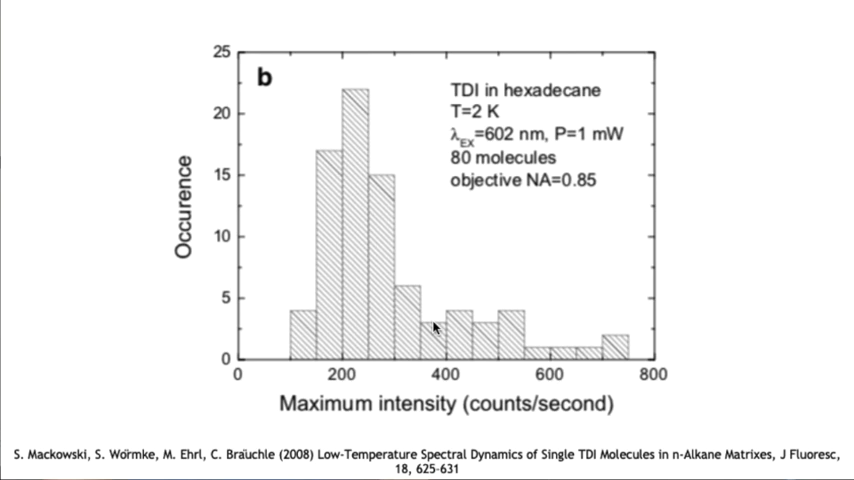 25
20
15
10
5
0
Occurence
b
TDI in hexadecane
T=2 K
λEX=602 nm, P=1 mW
80 molecules
objective NA=0.85
0 200 400 600 800
Maximum intensity (counts/second)
S. Mackowski, S. Wörmke, M. Ehrl, C. Bräuchle (2008) Low-Temperature Spectral Dynamics of Single TDI Molecules in n-Alkane Matrixes, J Fluoresc,
18, 625-631